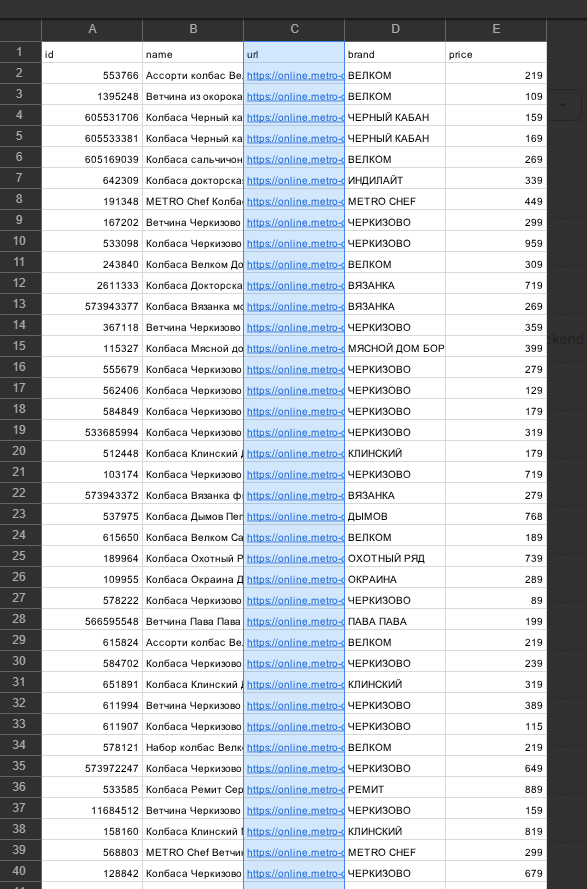 A B C D E
1 id name url brand price
2 553766 Ассорти колбас Ве. https://online.metro-c ВЕЛКОМ 219
3 1395248 Ветчина из окорока https://online.metro-c ВЕЛКОМ 109
4 605531706 Колбаса Черный ка https://online.metro-c ЧЕРНЫЙ КАБАН 159
5 605533381 Колбаса Черный ка https://online.metro-c ЧЕРНЫЙ КАБАН 169
6 605169039 Колбаса сальчичон https://online.metro-c ВЕЛКОМ 269
7 642309 Колбаса докторска https://online.metro-c ИНДИЛАЙТ 339
8 191348 METRO Chef Колба https://online.metro-c METRO CHEF 449
9 167202 Ветчина Черкизово https://online.metro-c ЧЕРКИЗОВО 299
10 533098 Колбаса Черкизово https://online.metro-c ЧЕРКИЗОВО 959
11 243840 Колбаса Велком До https://online.metro-c ВЕЛКОМ 309
12 2611333 Колбаса Докторска https://online.metro-c ВЯЗАНКА 719
13 573943377 Колбаса Вязанка мо https://online.metro-c ВЯЗАНКА 269
14 367118 Ветчина Черкизово https://online.metro-c ЧЕРКИЗОВО 359
15 115327 Колбаса Мясной до https://online.metro-c МЯСНОЙ ДОМ БОР 399 ckend
16 555679 Колбаса Черкизово https://online.metro-c ЧЕРКИЗОВО 279
17 562406 Колбаса Черкизово https://online.metro-c ЧЕРКИЗОВО 129
18 584849 Колбаса Черкизово https://online.metro-c ЧЕРКИЗОВО 179
19 533685994 Колбаса Черкизово https://online.metro-c ЧЕРКИЗОВО 319
20 512448 Колбаса Клинский Д https://online.metro-c КЛИНСКИЙ 179
21 103174 Колбаса Черкизово https://online.metro-c ЧЕРКИЗОВО 719
22 573943372 Колбаса Вязанка ф https://online.metro-c ВЯЗАНКА 279
23 537975 Колбаса Дымов Пеп https://online.metro-c ДЫМОВ 768
24 615650 Колбаса Велком Са https://online.metro-c ВЕЛКОМ 189
25 189964 Колбаса Охотный Р https://online.metro-c ОХОТНЫЙ РЯД 739
26 109955 Колбаса Окраина Д https://online.metro-c ОКРАИНА 289
27 578222 Колбаса Черкизово https://online.metro-c ЧЕРКИЗОВО 89
28 566595548 Ветчина Пава Пава https://online.metro-c ПАВА ПАВА 199
29 615824 Ассорти колбас Ве. https://online.metro-c ВЕЛКОМ 219
30 584702 Колбаса Черкизово https://online.metro-c ЧЕРКИЗОВО 239
31 651891 Колбаса Клинский Д https://online.metro-c КЛИНСКИЙ 319
32 611994 Ветчина Черкизово https://online.metro-c ЧЕРКИЗОВО 389
33 611907 Колбаса Черкизово https://online.metro-c ЧЕРКИЗОВО 115
34 578121 Набор колбас Велк https://online.metro-c ВЕЛКОМ 219
35 573972247 Колбаса Черкизово https://online.metro-c ЧЕРКИЗОВО 649
36 533585 Колбаса Ремит Сер https://online.metro-c РЕМИТ 889
37 11684512 Ветчина Черкизово https://online.metro-c ЧЕРКИЗОВО 159
38 158160 Колбаса Клинский М https://online.metro-c КЛИНСКИЙ 819
39 568803 METRO Chef Ветчи https://online.metro-c METRO CHEF 299
40 128842 Колбаса Черкизово https://online.metro-c ЧЕРКИЗОВО 679